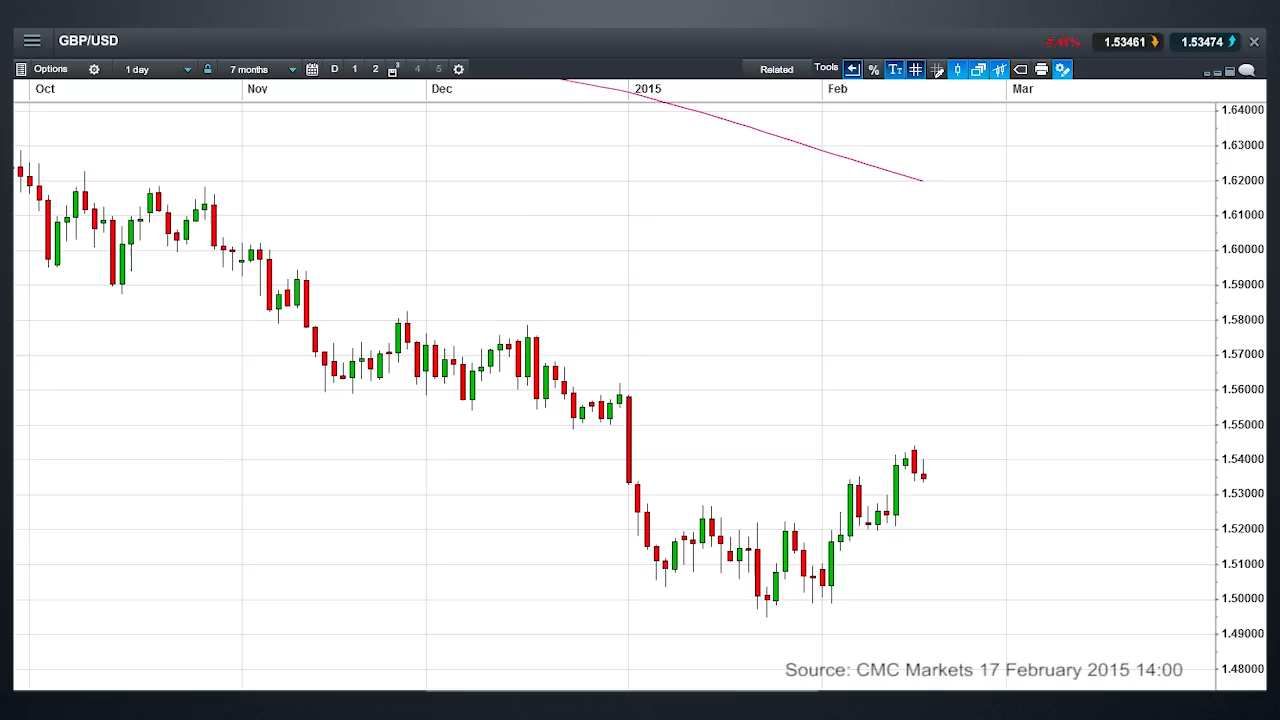 GBP/USD
1.53461
1.53474
Options
1 day
7 months
D
1
2
3
4
5
Related
Tools
%
Oct
Nov
Dec
2015
Feb
Mar
1.64000
1.63000
1.62000
1.61000
1.60000
1.59000
1.58000
1.57000
1.56000
1.55000
1.54000
1.53000
1.52000
1.51000
1.50000
1.49000
1.48000
Source: CMC Markets 17 February 2015 14:00